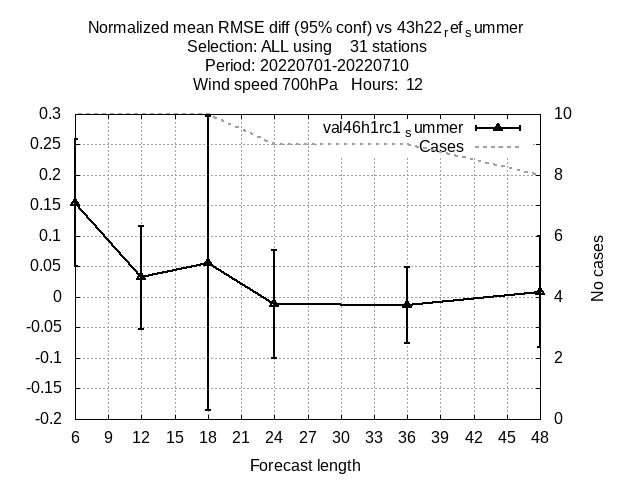 Normalized mean RMSE diff (95% conf) vs 43h22ref_summer
Selection: ALL using 31 stations
Period: 20220701-20220710
Wind speed 700hPa Hours: 12
0.3
0.25
0.2
0.15
0.1
0.05
0
-0.05
-0.1
-0.15
-0.2
val46h1rc1summer
Cases
10
8
6
4
2
0
No cases
6 9 12 15 18 21 24 27 30 33 36 39 42 45 48
Forecast length